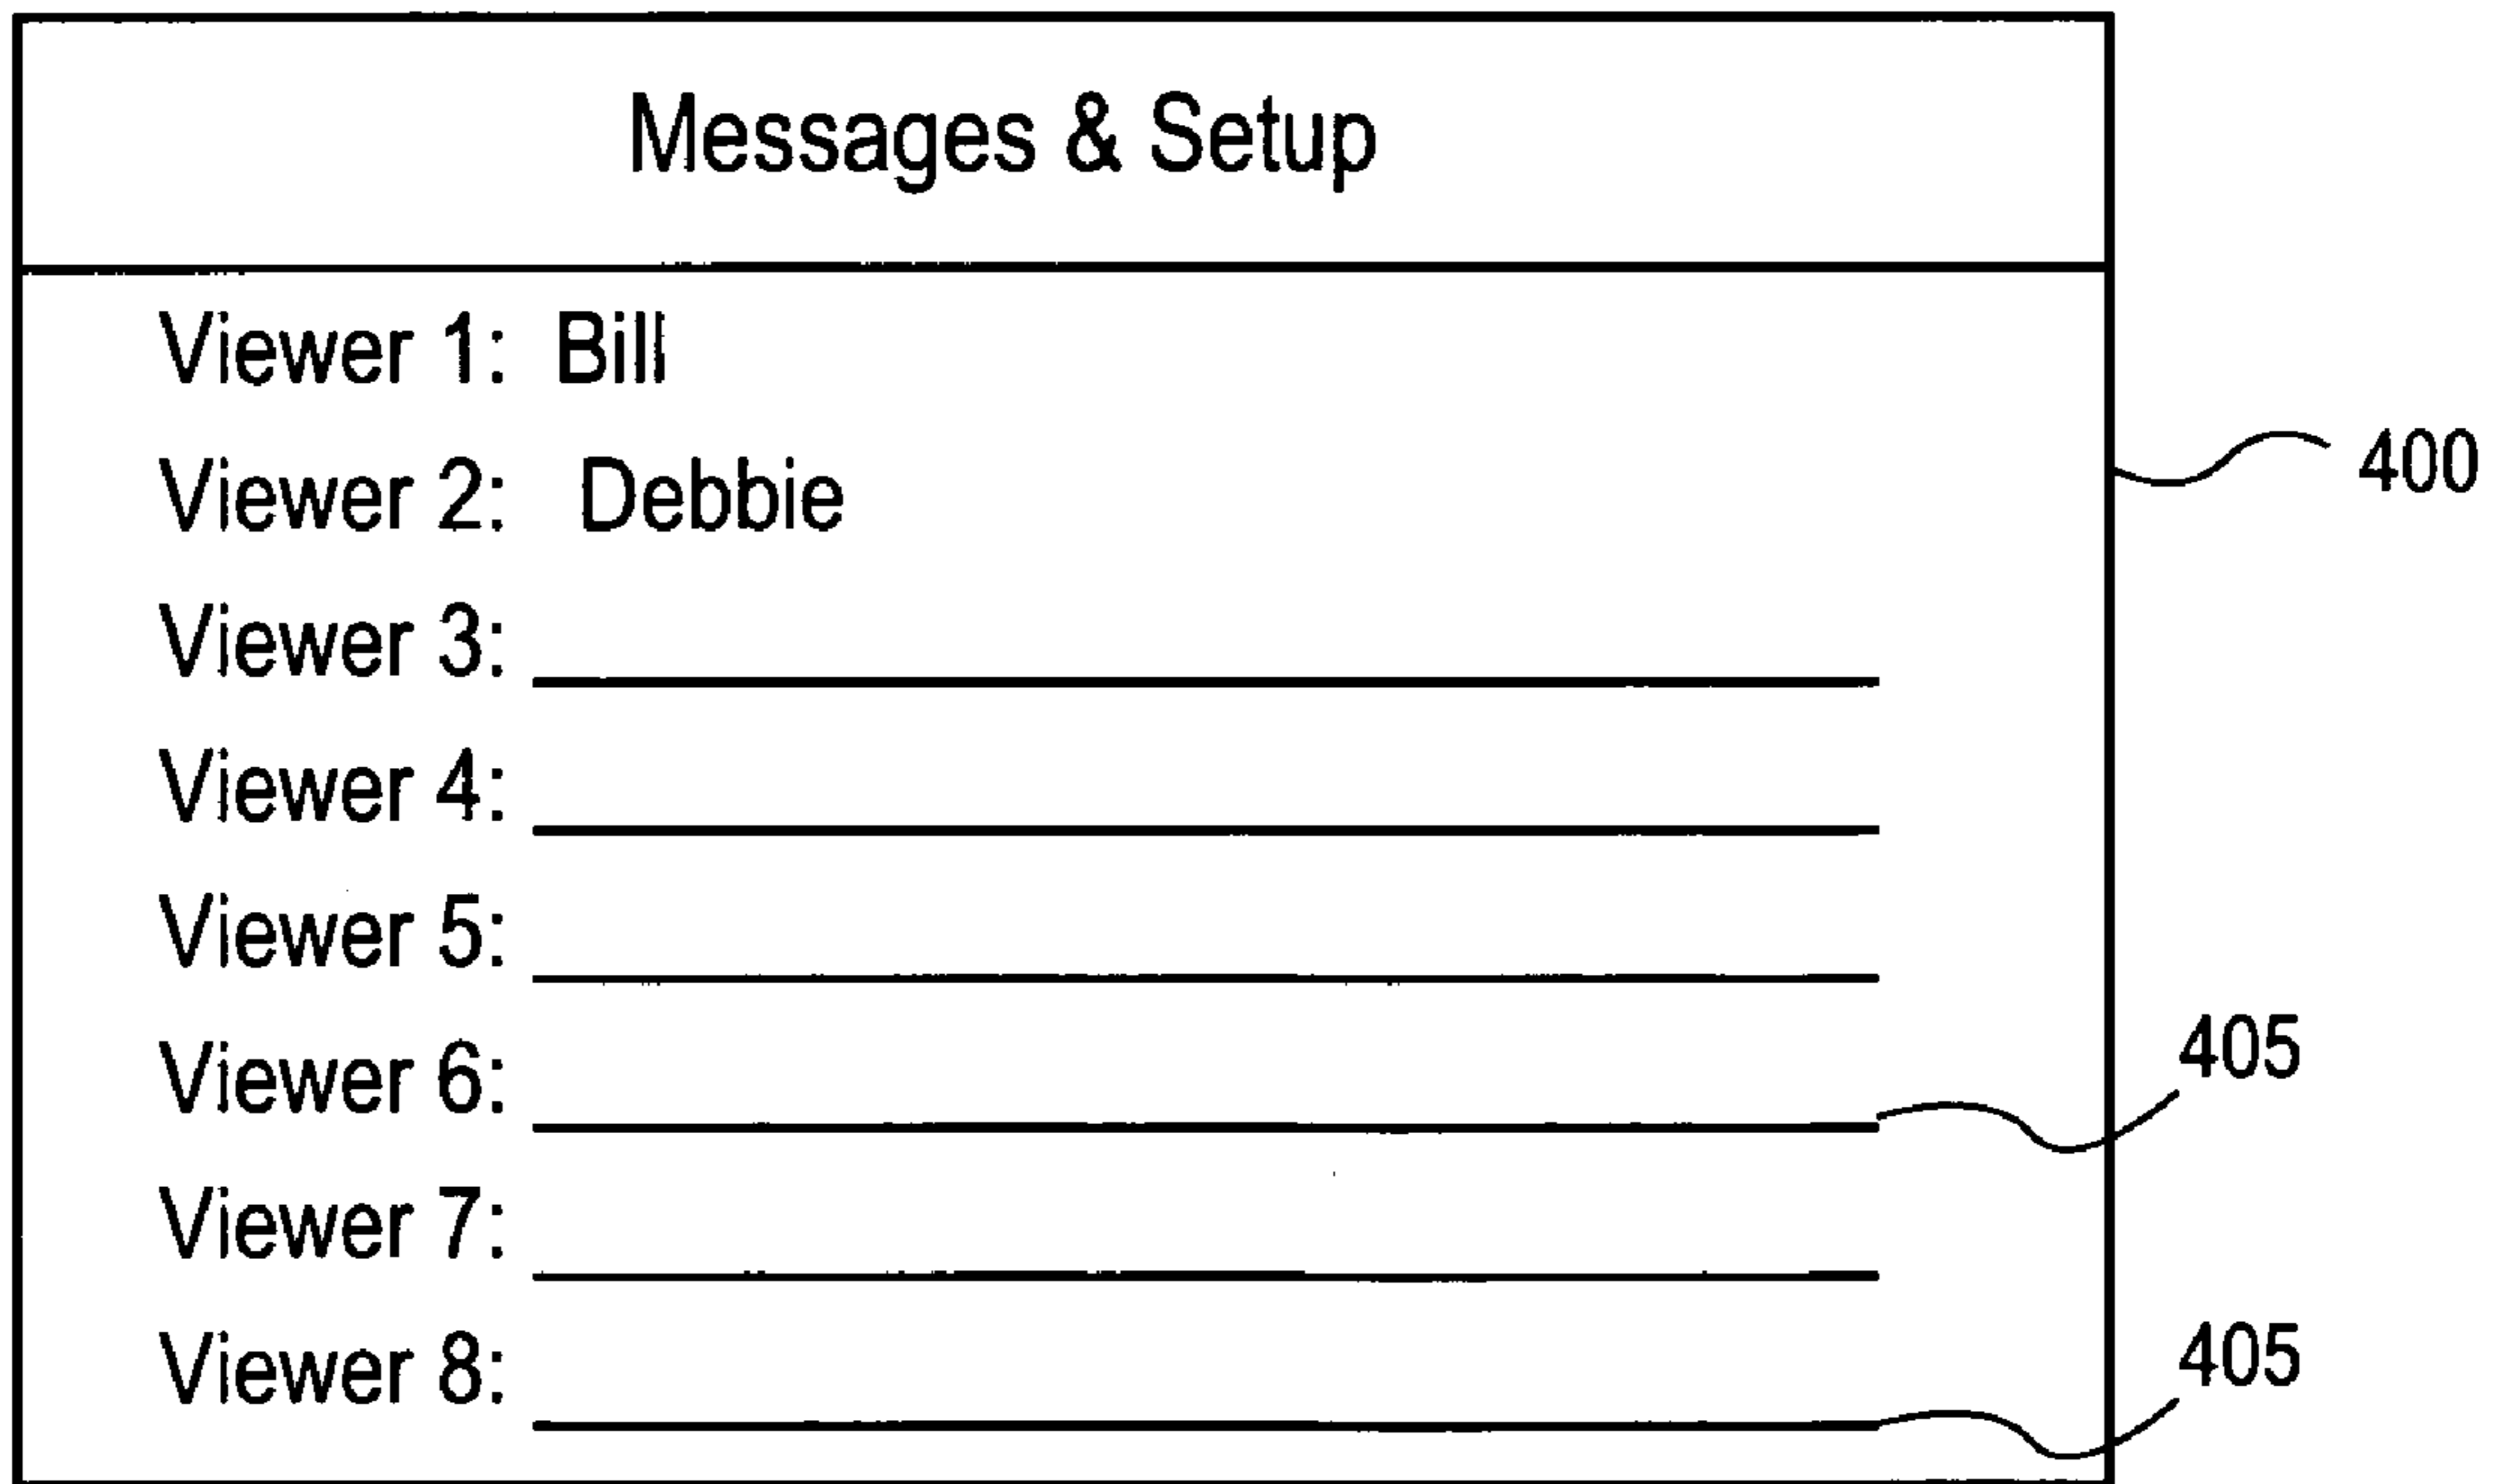 Messages & Setup
Viewer 1: Bill
Viewer 2: Debbie
400
Viewer 3:
Viewer 4:
Viewer 5:
Viewer 6:
405
Viewer 7:
Viewer 8:
405